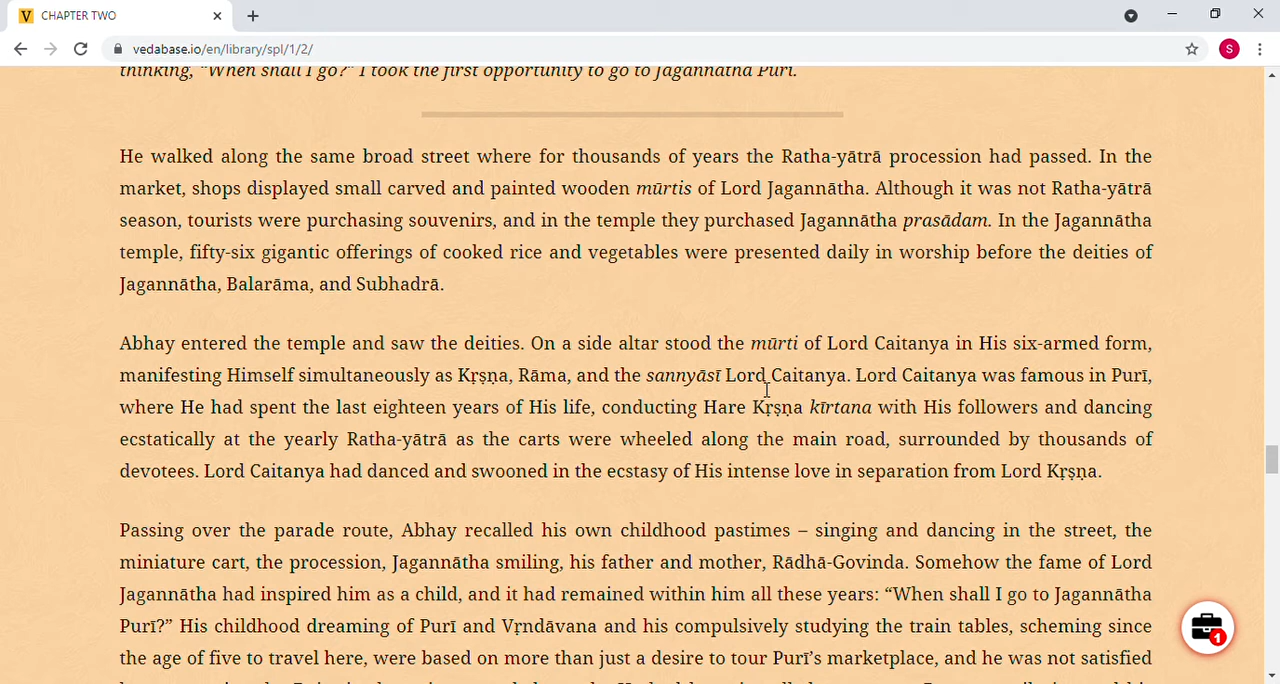 V CHAPTER TWO
vedabase.io/en/library/spl/1/2/
S
thinking, “When shall I go?” I took the first opportunity to go to Jagannātha Purī.
He walked along the same broad street where for thousands of years the Ratha-yātrā procession had passed. In the
market, shops displayed small carved and painted wooden mūrtis of Lord Jagannātha. Although it was not Ratha-yātrā
season, tourists were purchasing souvenirs, and in the temple they purchased Jagannātha prasādam. In the Jagannātha
temple, fifty-six gigantic offerings of cooked rice and vegetables were presented daily in worship before the deities of
Jagannātha, Balarāma, and Subhadrā.
Abhay entered the temple and saw the deities. On a side altar stood the mūrti of Lord Caitanya in His six-armed form,
manifesting Himself simultaneously as Kṛṣṇa, Rāma, and the sannyāsī Lord Caitanya. Lord Caitanya was famous in Purī,
where He had spent the last eighteen years of His life, conducting Hare Kṛṣṇa kīrtana with His followers and dancing
ecstatically at the yearly Ratha-yātrā as the carts were wheeled along the main road, surrounded by thousands of
devotees. Lord Caitanya had danced and swooned in the ecstasy of His intense love in separation from Lord Kṛṣṇa.
Passing over the parade route, Abhay recalled his own childhood pastimes – singing and dancing in the street, the
miniature cart, the procession, Jagannātha smiling, his father and mother, Rādhā-Govinda. Somehow the fame of Lord
Jagannātha had inspired him as a child, and it had remained within him all these years: “When shall I go to Jagannātha
Purī?” His childhood dreaming of Purī and Vṛndāvana and his compulsively studying the train tables, scheming since
1
the age of five to travel here, were based on more than just a desire to tour Purī’s marketplace, and he was not satisfied